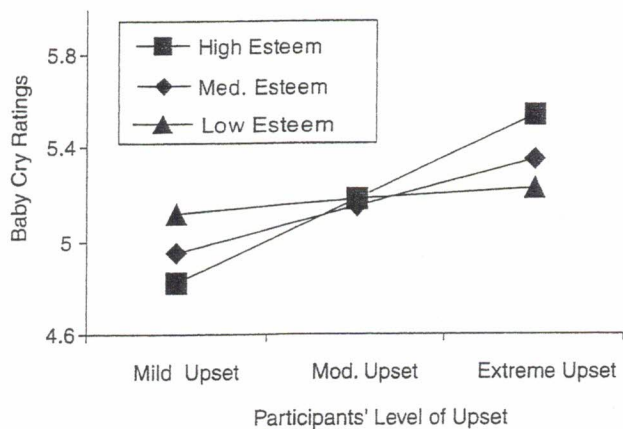 High Esteem
Med. Esteem
Low Esteem
Baby Cry Ratings
5.8
5.4
5
4.6
Mild Upset
Mod. Upset
Extreme Upset
Participants' Level of Upset